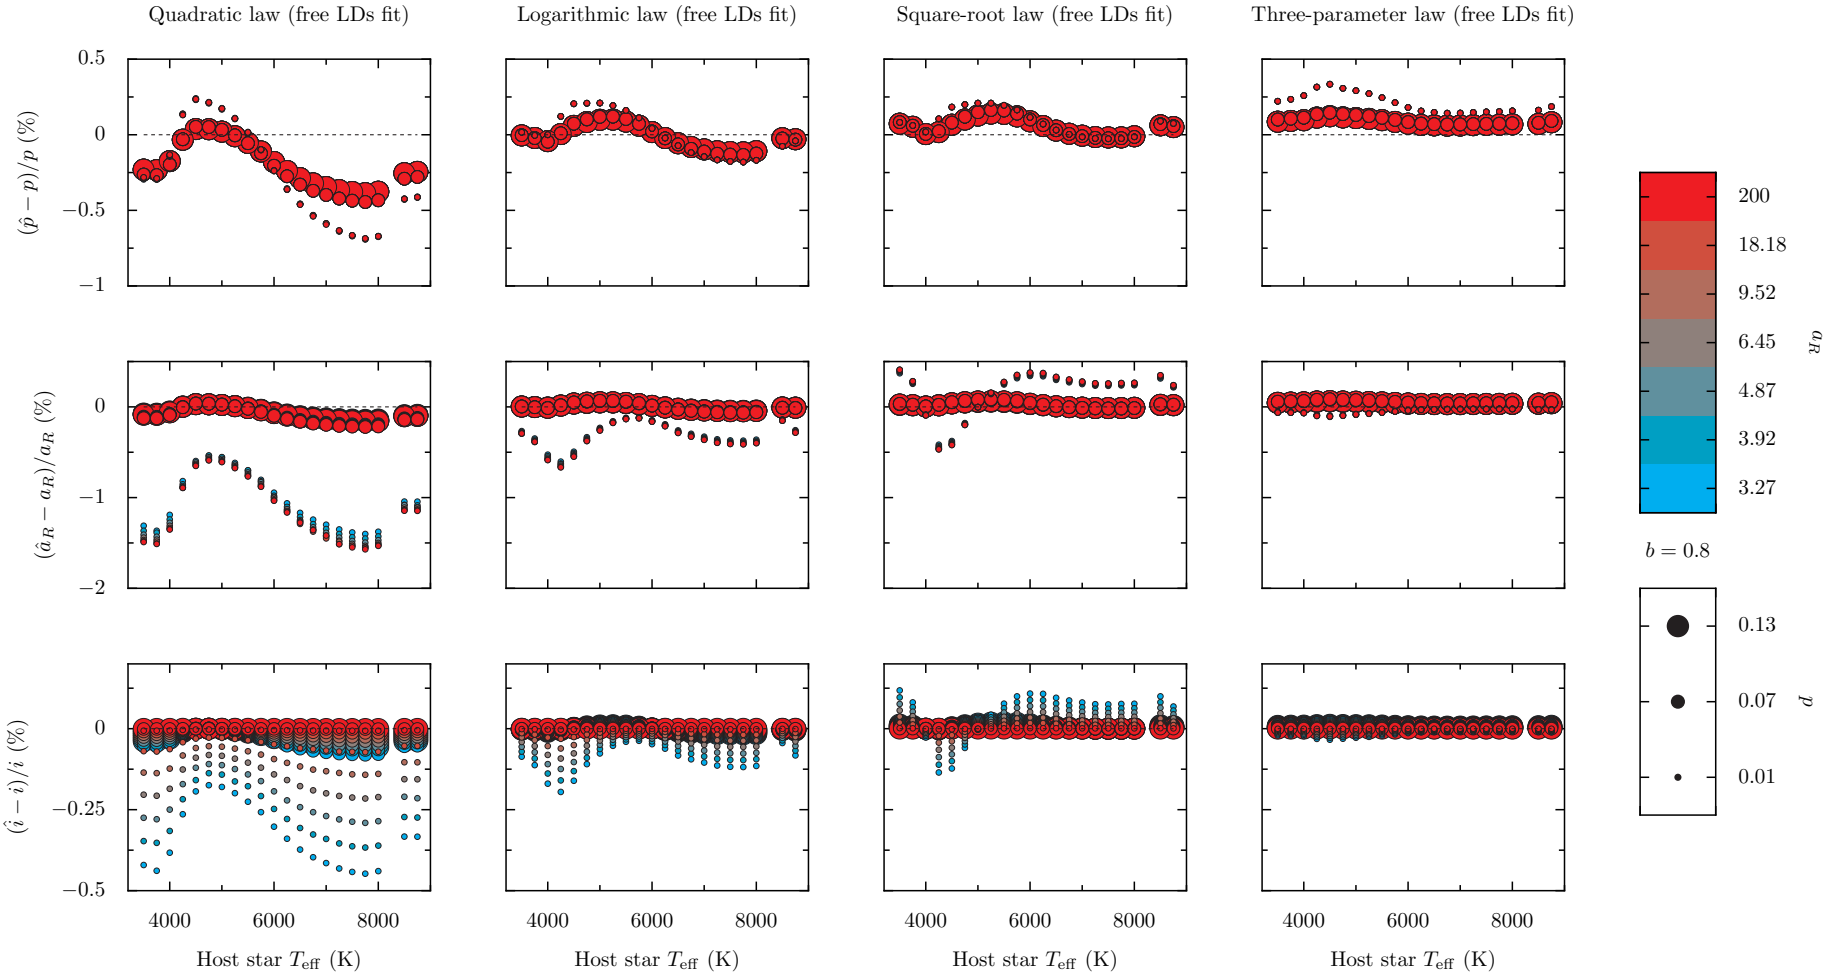 Quadratic law (free LDs fit)
Logarithmic law (free LDs fit)
Square-root law (free LDs fit)
Three-parameter law (free LDs fit)
0.5
0
−0.5
−1
(p̂ − p)/p (%)
0
−1
−2
(â_R − a_R)/a_R (%)
0
−0.25
−0.5
(î − i)/i (%)
4000 6000 8000
4000 6000 8000
4000 6000 8000
4000 6000 8000
Host star T_eff (K)
Host star T_eff (K)
Host star T_eff (K)
Host star T_eff (K)
200
18.18
9.52
6.45
4.87
3.92
3.27
a_R
b = 0.8
0.13
0.07
0.01
p